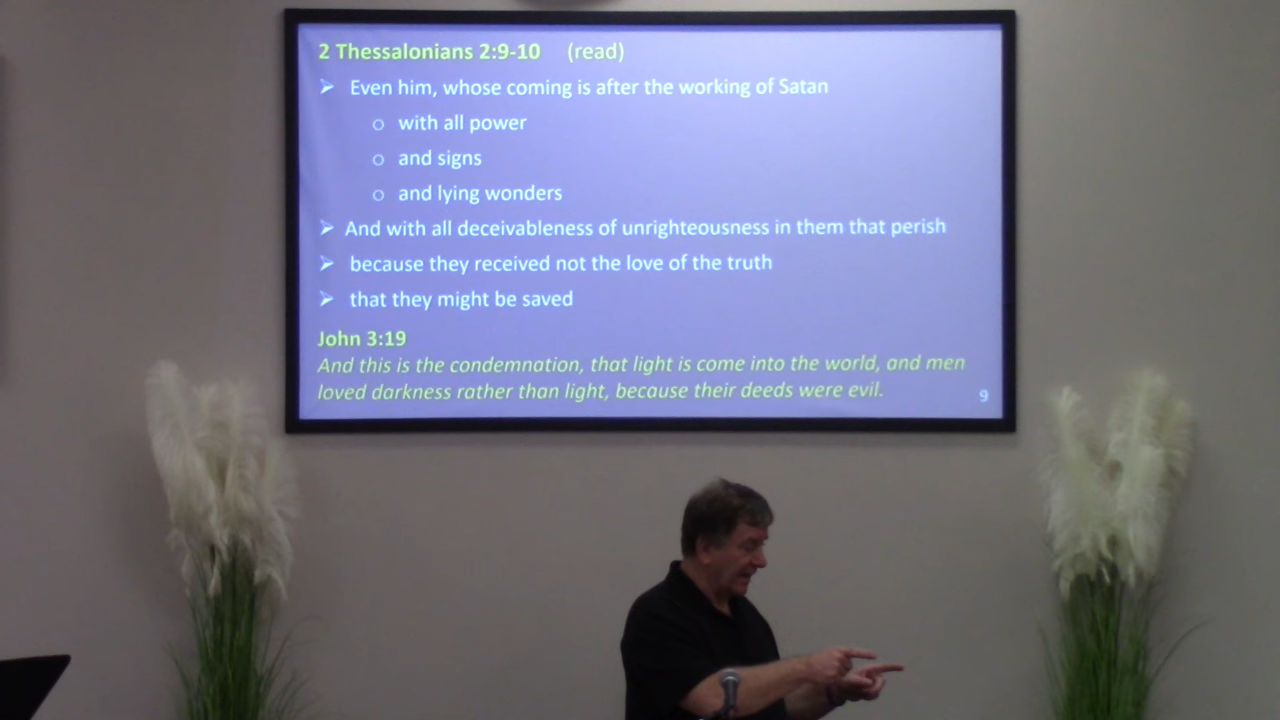 2 Thessalonians 2:9-10 (read)
➢ Even him, whose coming is after the working of Satan
o with all power
o and signs
o and lying wonders
➢ And with all deceivableness of unrighteousness in them that perish
➢ because they received not the love of the truth
➢ that they might be saved
John 3:19
And this is the condemnation, that light is come into the world, and men
loved darkness rather than light, because their deeds were evil.
9